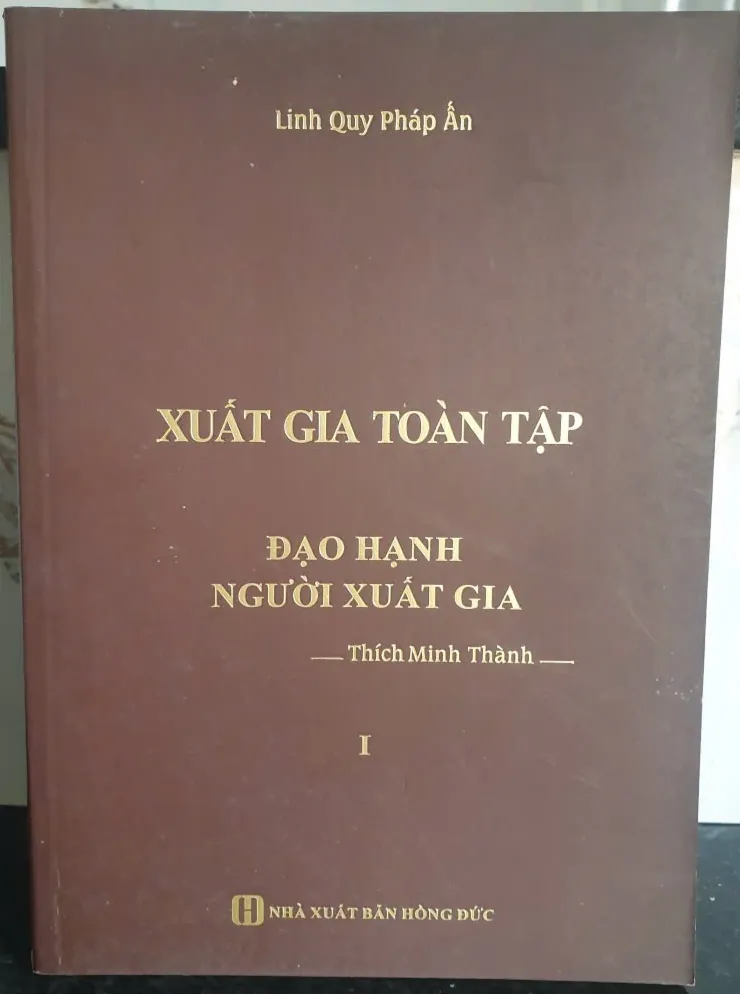 Linh Quy Pháp Ấn
XUẤT GIA TOÀN TẬP
ĐẠO HẠNH
NGƯỜI XUẤT GIA
Thích Minh Thành
I
NHÀ XUẤT BẢN HỒNG ĐỨC